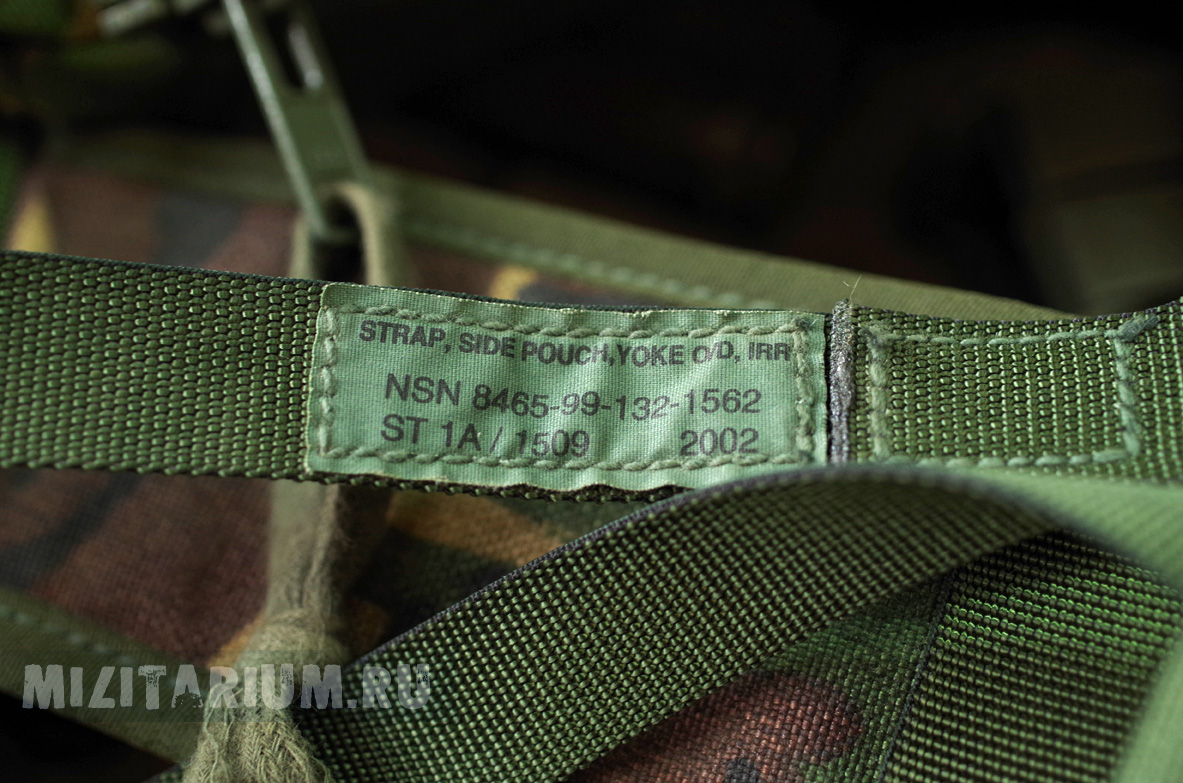 STRAP, SIDE POUCH, YOKE O/D, IRR
NSN 8465-99-132-1562
ST 1A / 1509 2002
MILITARIUM.RU